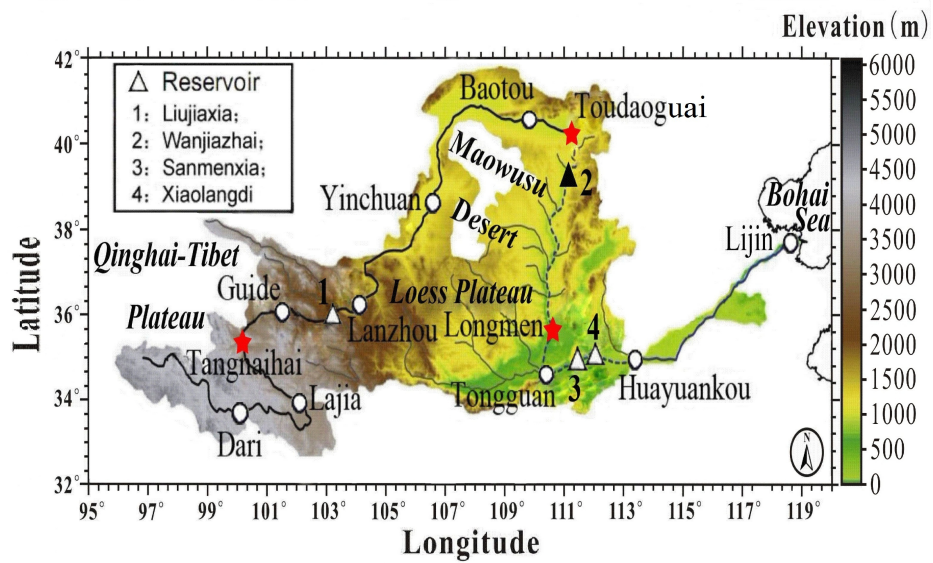 Elevation (m)
Reservoir
1: Liujiaxia;
2: Wanjiazhai;
3: Sanmenxia;
4: Xiaolangdi
42°
40°
38°
36°
34°
32°
Latitude
95°
97°
99°
101°
103°
105°
107°
109°
111°
113°
115°
117°
119°
Longitude
6000
5500
5000
4500
4000
3500
3000
2500
2000
1500
1000
500
0
Baotou
Toudaoguai
Maowusu
Desert
2
Yinchuan
Bohai
Sea
Lijin
Qinghai-Tibet
Plateau
Guide
1
Lanzhou
Loess Plateau
Longmen
4
3
Tangnaihai
Tongguan
Huayuankou
Lajia
Dari
N